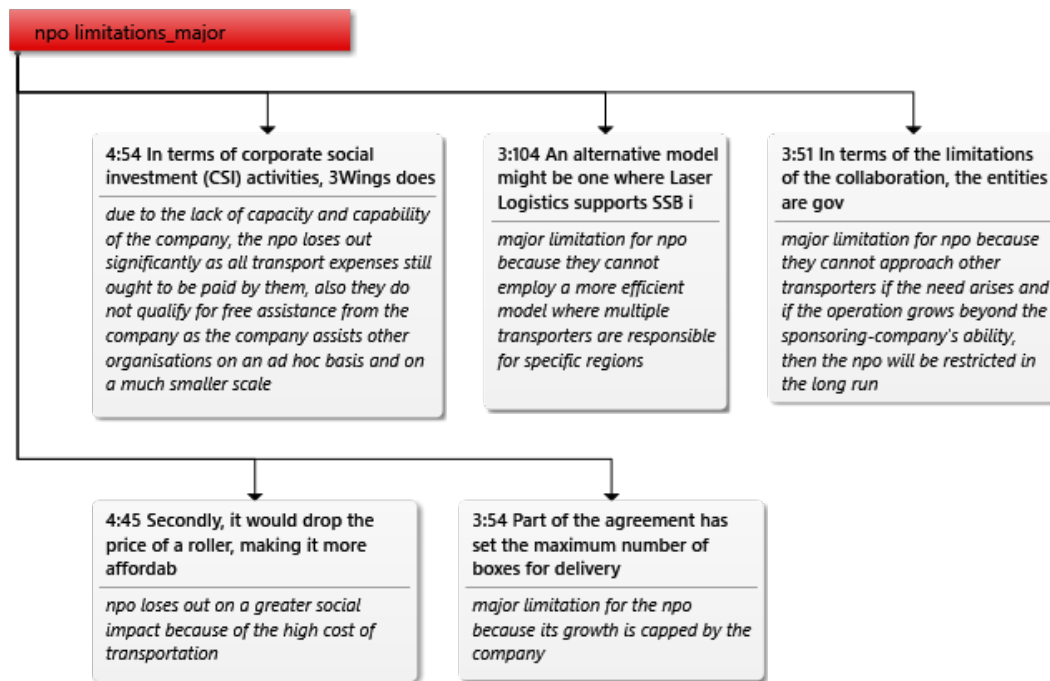 npo limitations_major
4:54 In terms of corporate social
investment (CSI) activities, 3Wings does
due to the lack of capacity and capability
of the company, the npo loses out
significantly as all transport expenses still
ought to be paid by them, also they do
not qualify for free assistance from the
company as the company assists other
organisations on an ad hoc basis and on
a much smaller scale
3:104 An alternative model
might be one where Laser
Logistics supports SSB i
major limitation for npo
because they cannot
employ a more efficient
model where multiple
transporters are responsible
for specific regions
3:51 In terms of the limitations
of the collaboration, the entities
are gov
major limitation for npo because
they cannot approach other
transporters if the need arises and
if the operation grows beyond the
sponsoring-company's ability,
then the npo will be restricted in
the long run
4:45 Secondly, it would drop the
price of a roller, making it more
affordab
npo loses out on a greater social
impact because of the high cost of
transportation
3:54 Part of the agreement has
set the maximum number of
boxes for delivery
major limitation for the npo
because its growth is capped by the
company